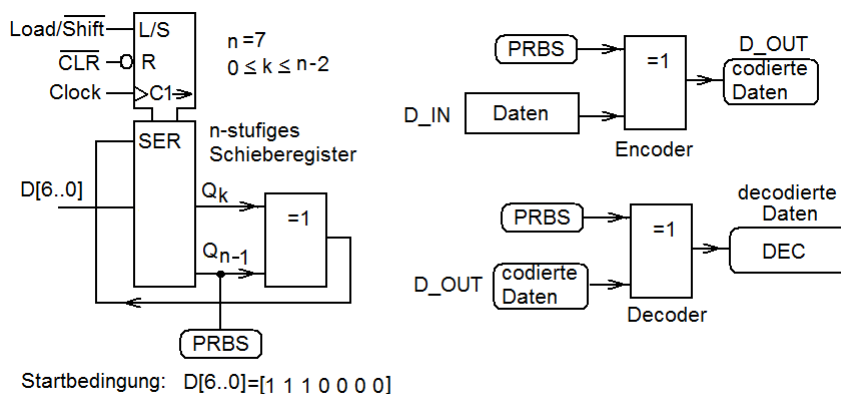 Load/Shift
L/S
CLR
R
Clock
C1
n=7
0 ≤ k ≤ n-2
SER
n-stufiges
Schieberegister
D[6..0]
Qk
Qn-1
=1
PRBS
Startbedingung: D[6..0]=[1 1 1 0 0 0 0]
PRBS
=1
D_OUT
codierte
Daten
D_IN
Daten
Encoder
PRBS
=1
decodierte
Daten
DEC
D_OUT
codierte
Daten
Decoder